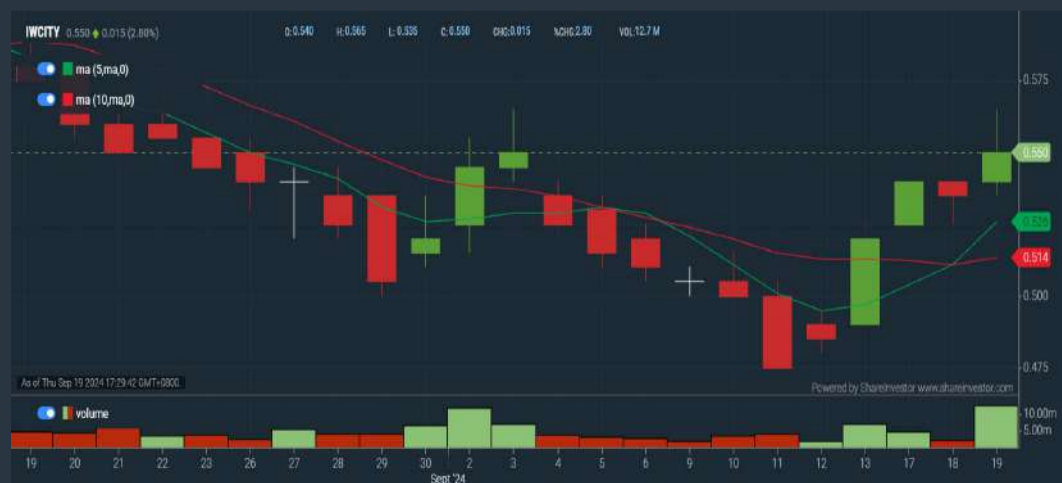 IWCITY 0.550 0.015 (2.80%) O:0.540 H:0.565 L: 0.535 C: 0.550 CHG:0.015 %CHG:2.80 VOL:12.7 M
ma (5,ma,0)
ma (10,ma,0)
0.575
0.550
0.526
0.514
0.500
0.475
As of Thu Sep 19 2024 17:29:42 GMT+0800.
Powered by ShareInvestor www.shareinvestor.com
volume
10.00m
5.00m
19 20 21 22 23 26 27 28 29 30 2 3 4 5 6 9 10 11 12 13 17 18 19
Sept '24